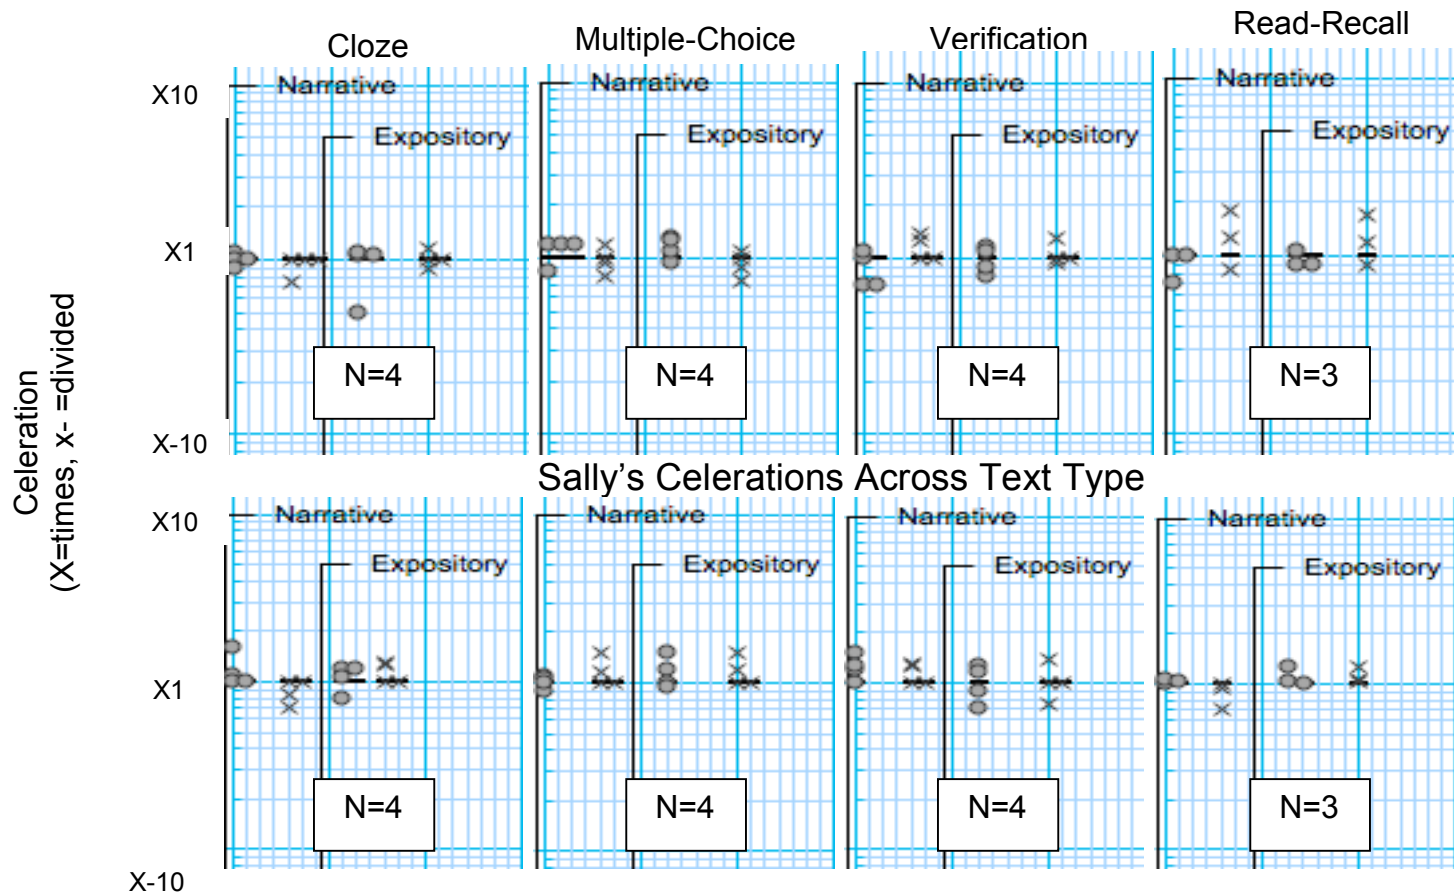 Cloze
Multiple-Choice
Verification
Read-Recall
X10
X1
X-10
Celeration
(X=times, x- =divided
Narrative
Expository
N=4
Narrative
Expository
N=4
Narrative
Expository
N=4
Narrative
Expository
N=3
Sally's Celerations Across Text Type
X10
X1
X-10
Narrative
Expository
N=4
Narrative
Expository
N=4
Narrative
Expository
N=4
Narrative
Expository
N=3